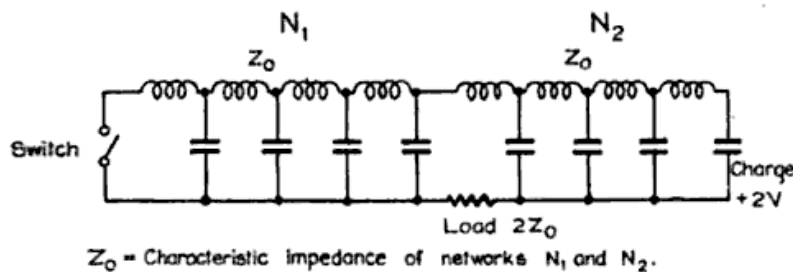 N₁ N₂
Z₀ Z₀
Switch
Charge
+2V
Load 2Z₀
Z₀ = Characteristic impedance of networks N₁ and N₂.